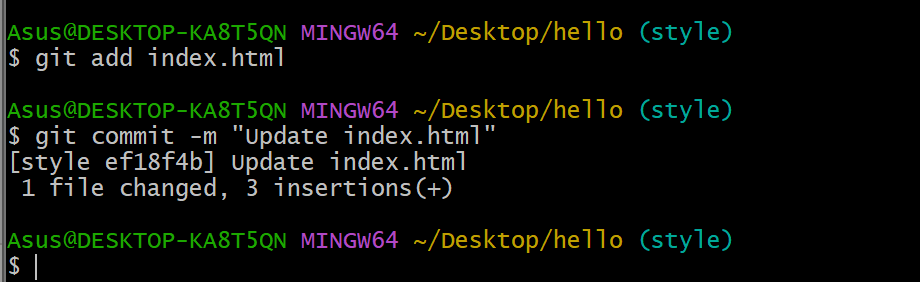 Asus@DESKTOP-KA8T5QN MINGW64 ~/Desktop/hello (style)
$ git add index.html
Asus@DESKTOP-KA8T5QN MINGW64 ~/Desktop/hello (style)
$ git commit -m "Update index.html"
[style ef18f4b] Update index.html
 1 file changed, 3 insertions(+)
Asus@DESKTOP-KA8T5QN MINGW64 ~/Desktop/hello (style)
$